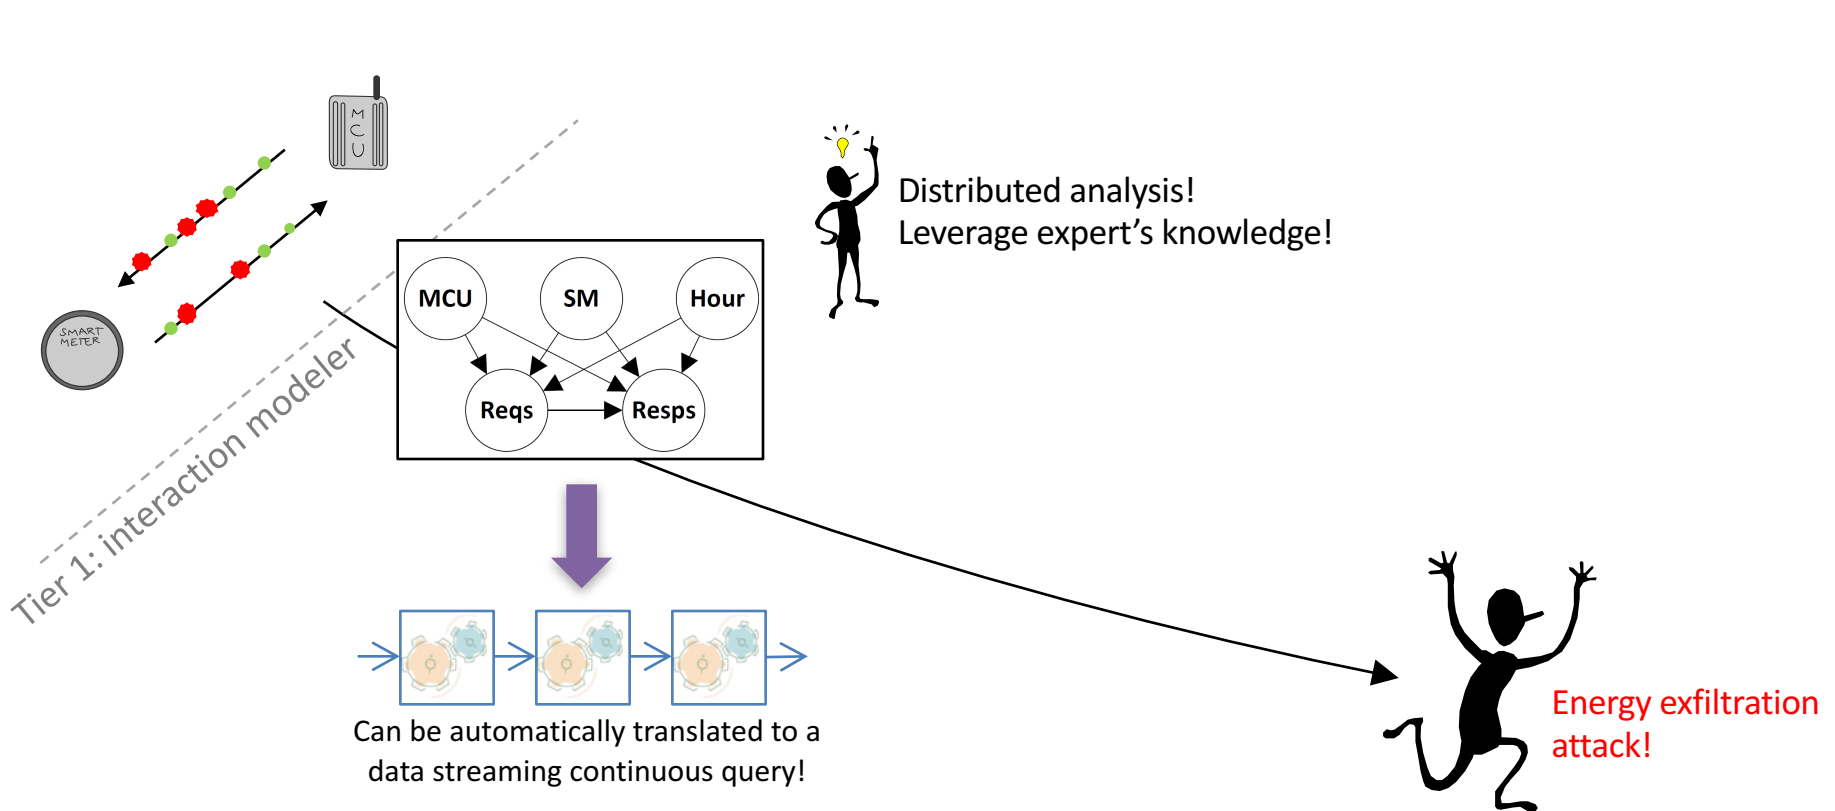 M
C
U
Distributed analysis!
Leverage expert's knowledge!
SMART
METER
MCU
SM
Hour
Reqs
Resps
Tier 1: interaction modeler
Can be automatically translated to a
data streaming continuous query!
Energy exfiltration
attack!